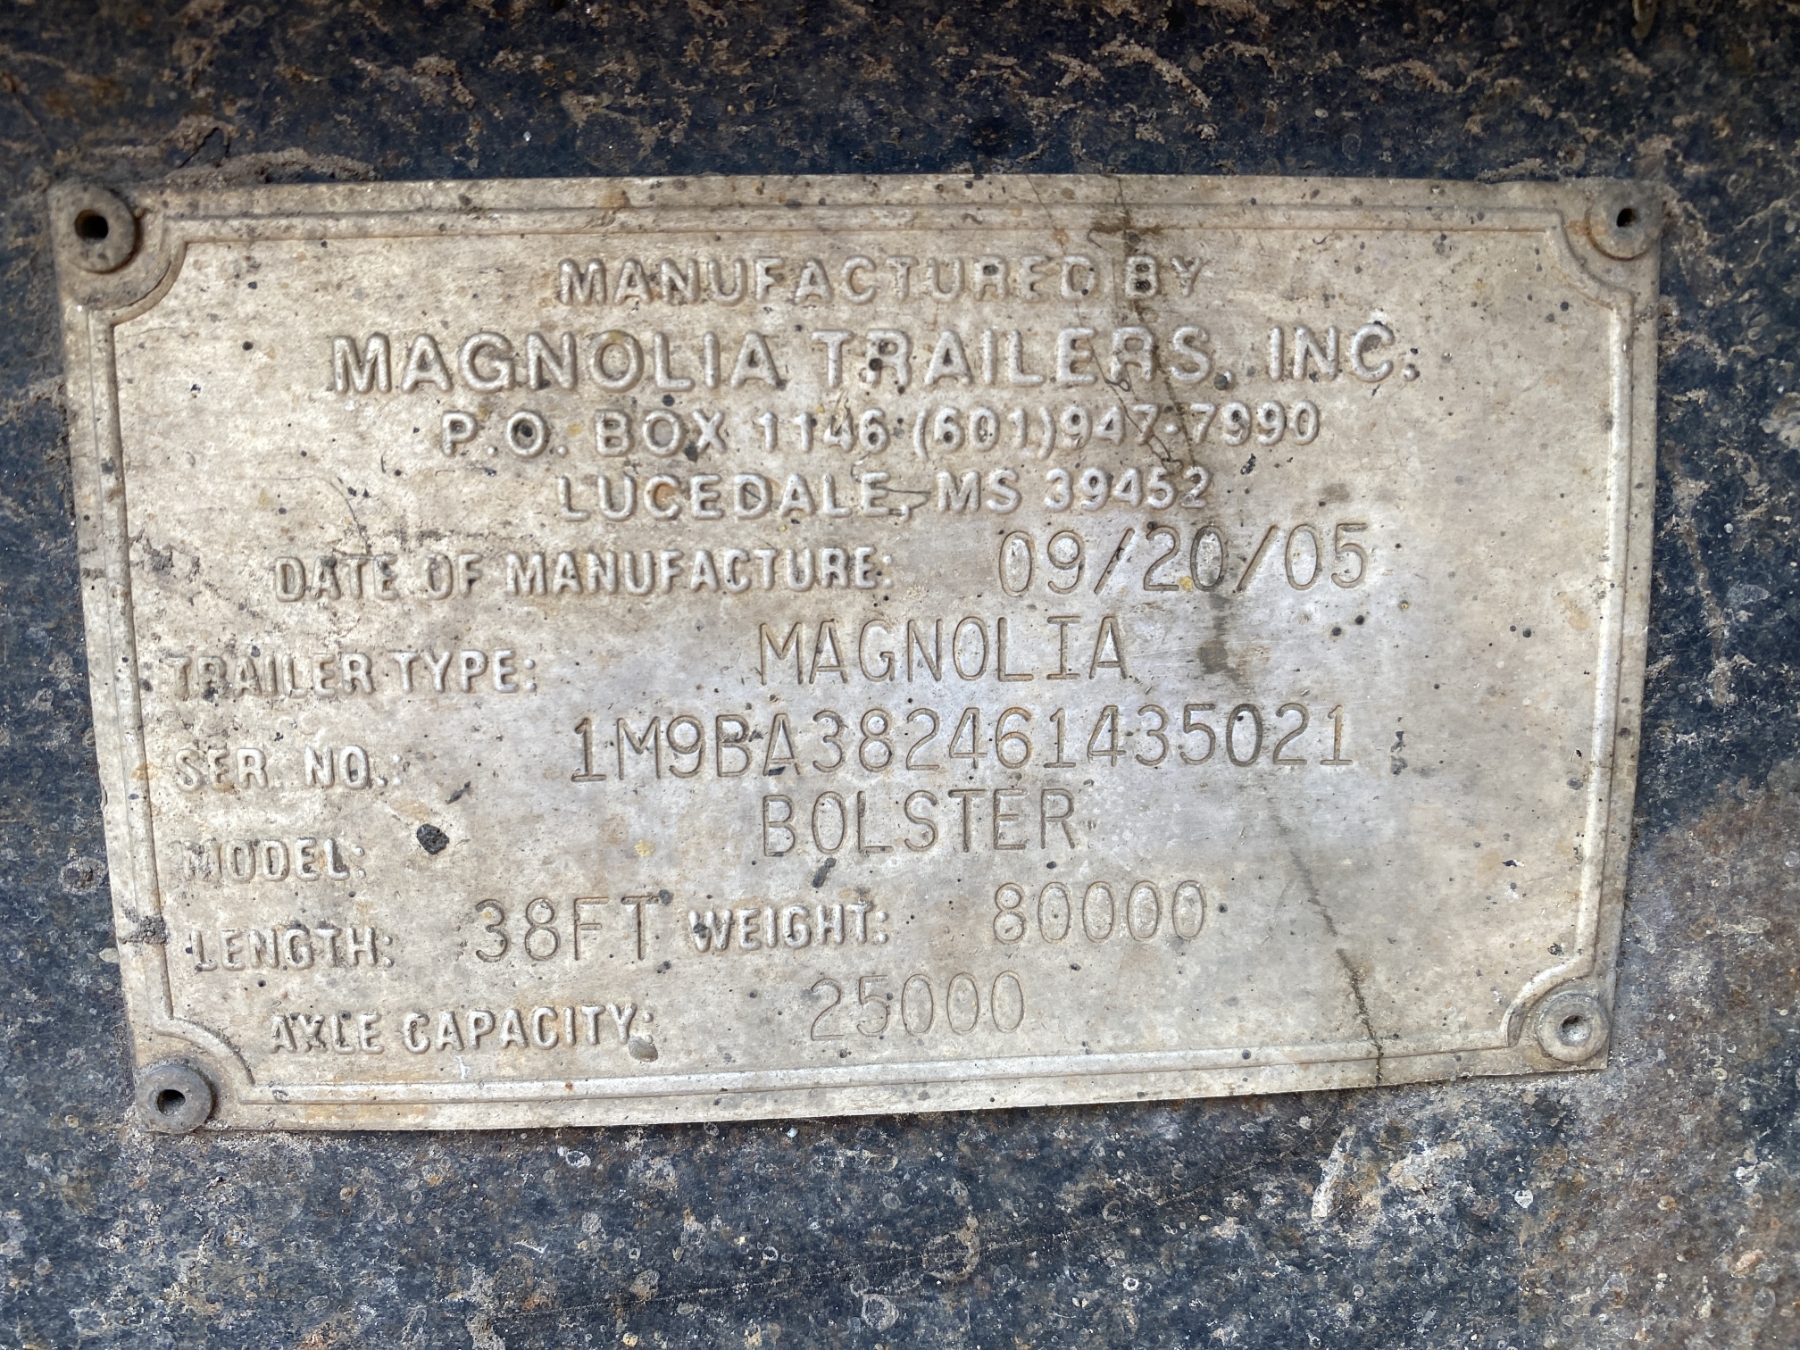 MANUFACTURED BY
MAGNOLIA TRAILERS, INC.
P.O. BOX 1146 (601) 947-7990
LUCEDALE, MS 39452
DATE OF MANUFACTURE: 09/20/05
TRAILER TYPE: MAGNOLIA
SER. NO.: 1M9BA382461435021
MODEL: BOLSTER
LENGTH: 38FT WEIGHT: 80000
AXLE CAPACITY: 25000